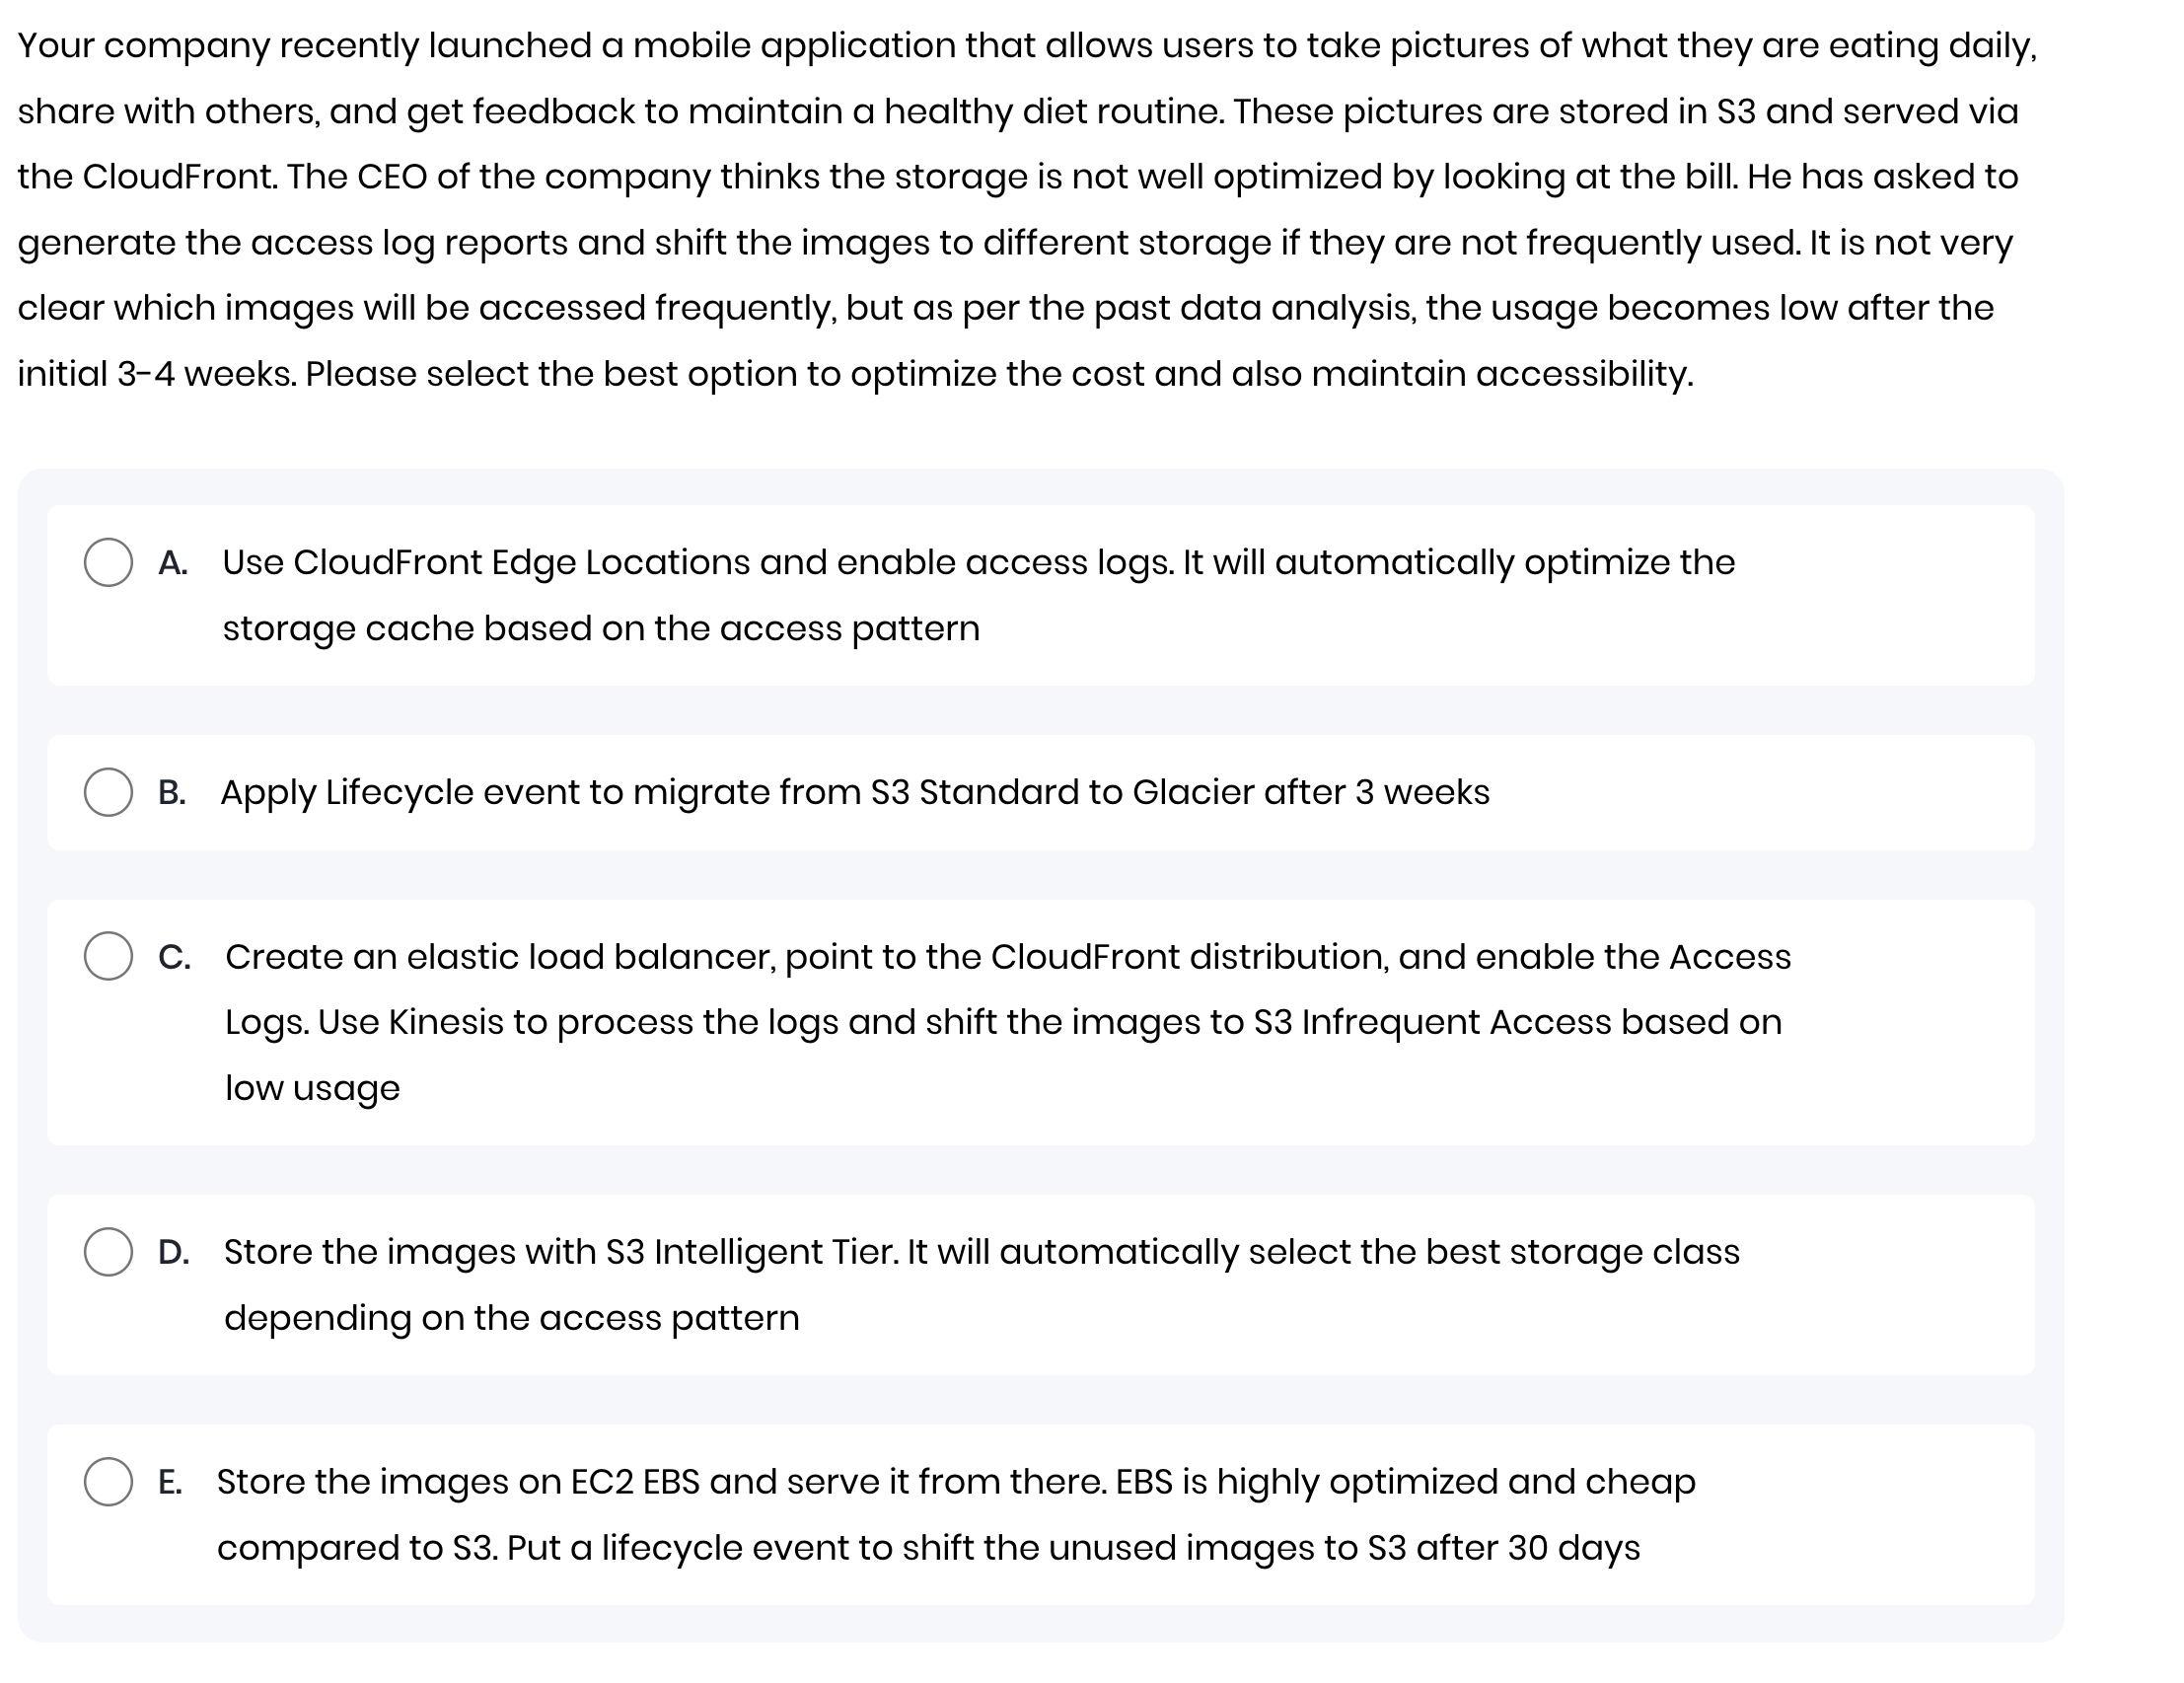 Your company recently launched a mobile application that allows users to take pictures of what they are eating daily,
share with others, and get feedback to maintain a healthy diet routine. These pictures are stored in S3 and served via
the CloudFront. The CEO of the company thinks the storage is not well optimized by looking at the bill. He has asked to
generate the access log reports and shift the images to different storage if they are not frequently used. It is not very
clear which images will be accessed frequently, but as per the past data analysis, the usage becomes low after the
initial 3-4 weeks. Please select the best option to optimize the cost and also maintain accessibility.
A. Use CloudFront Edge Locations and enable access logs. It will automatically optimize the
storage cache based on the access pattern
B. Apply Lifecycle event to migrate from S3 Standard to Glacier after 3 weeks
C. Create an elastic load balancer, point to the CloudFront distribution, and enable the Access
Logs. Use Kinesis to process the logs and shift the images to S3 Infrequent Access based on
low usage
D. Store the images with S3 Intelligent Tier. It will automatically select the best storage class
depending on the access pattern
E. Store the images on EC2 EBS and serve it from there. EBS is highly optimized and cheap
compared to S3. Put a lifecycle event to shift the unused images to S3 after 30 days